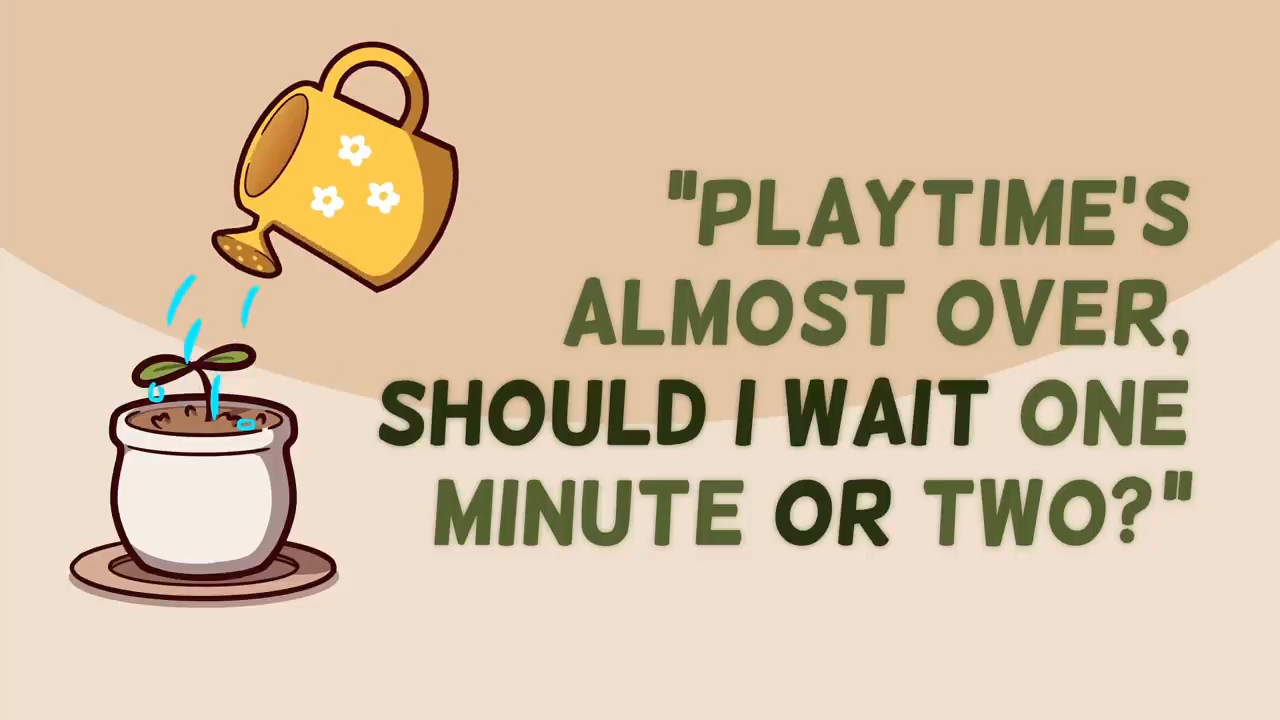 "PLAYTIME'S
ALMOST OVER,
SHOULD I WAIT ONE
MINUTE OR TWO?"